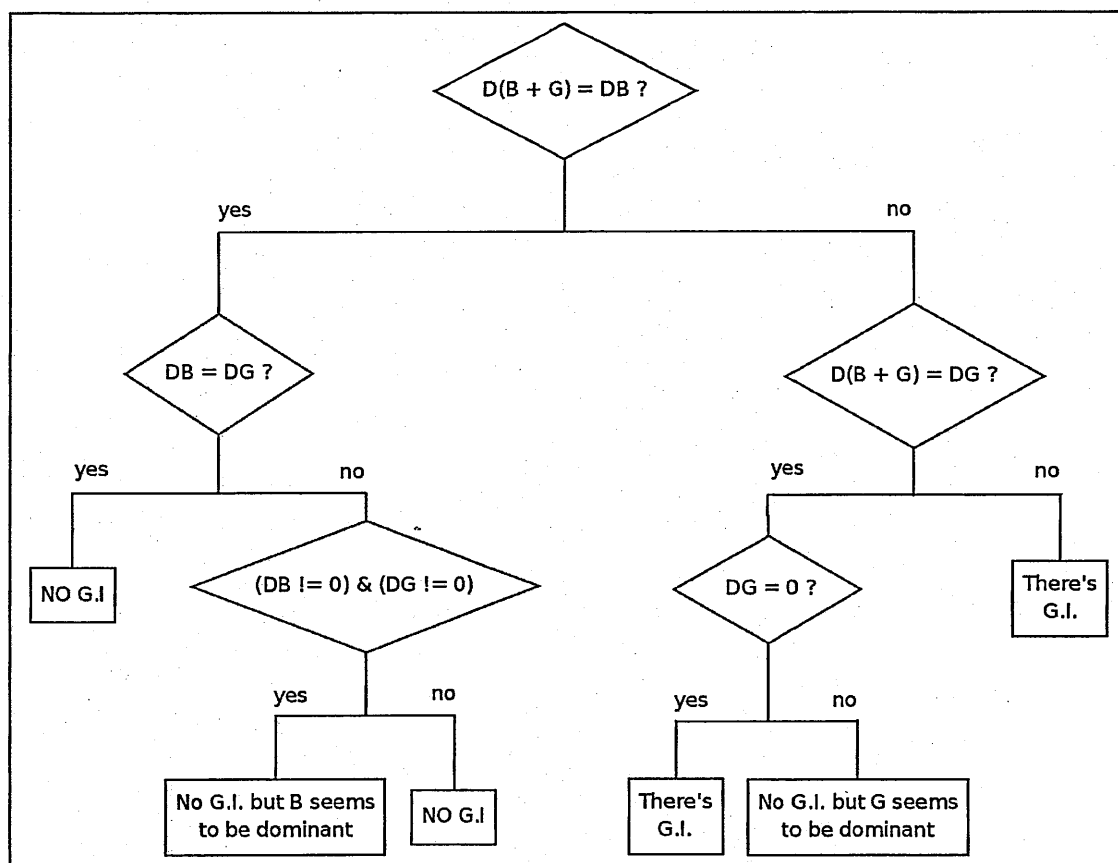 D(B + G) = DB ?
yes
no
DB = DG ?
D(B + G) = DG ?
yes
no
yes
no
NO G.I
(DB != 0) & (DG != 0)
DG = 0 ?
There's
G.I.
yes
no
yes
no
No G.I. but B seems
to be dominant
NO G.I
There's
G.I.
No G.I. but G seems
to be dominant